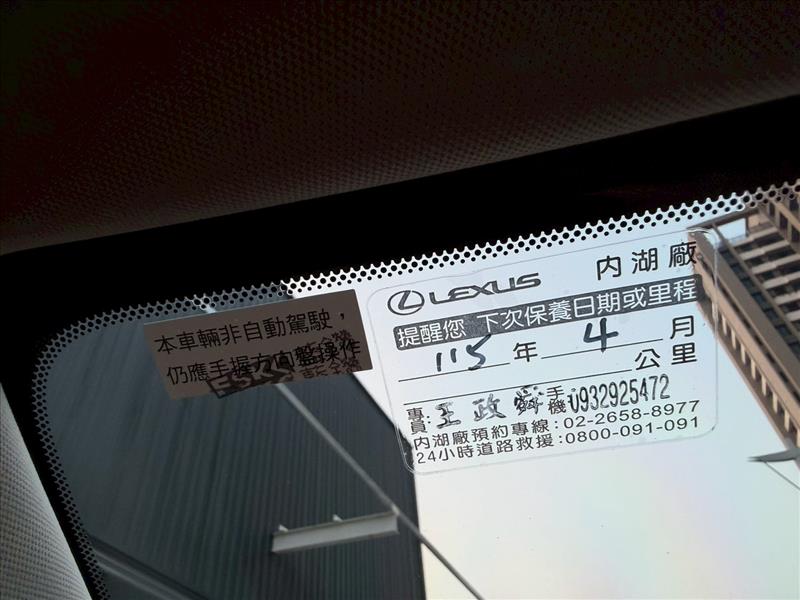 本車輛非自動駕駛，
仍應手握方向盤操作
LEXUS 內湖廠
提醒您 下次保養日期或里程
115 年 4 月
公里
專員：王政舜 手機：0932925472
內湖廠預約專線：02-2658-8977
24小時道路救援：0800-091-091